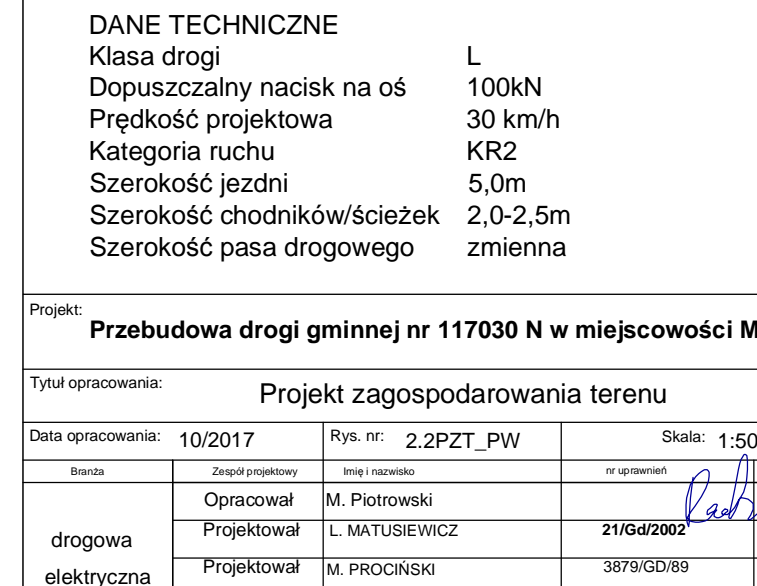 DANE TECHNICZNE
Klasa drogi L
Dopuszczalny nacisk na oś 100kN
Prędkość projektowa 30 km/h
Kategoria ruchu KR2
Szerokość jezdni 5,0m
Szerokość chodników/ścieżek 2,0-2,5m
Szerokość pasa drogowego zmienna
Projekt:
Przebudowa drogi gminnej nr 117030 N w miejscowości M
Tytuł opracowania: Projekt zagospodarowania terenu
Data opracowania: 10/2017 Rys. nr: 2.2PZT_PW Skala: 1:50
Branża Zespół projektowy Imię i nazwisko nr uprawnień
Opracował M. Piotrowski
drogowa Projektował L. MATUSIEWICZ 21/Gd/2002
elektryczna Projektował M. PROCIŃSKI 3879/GD/89